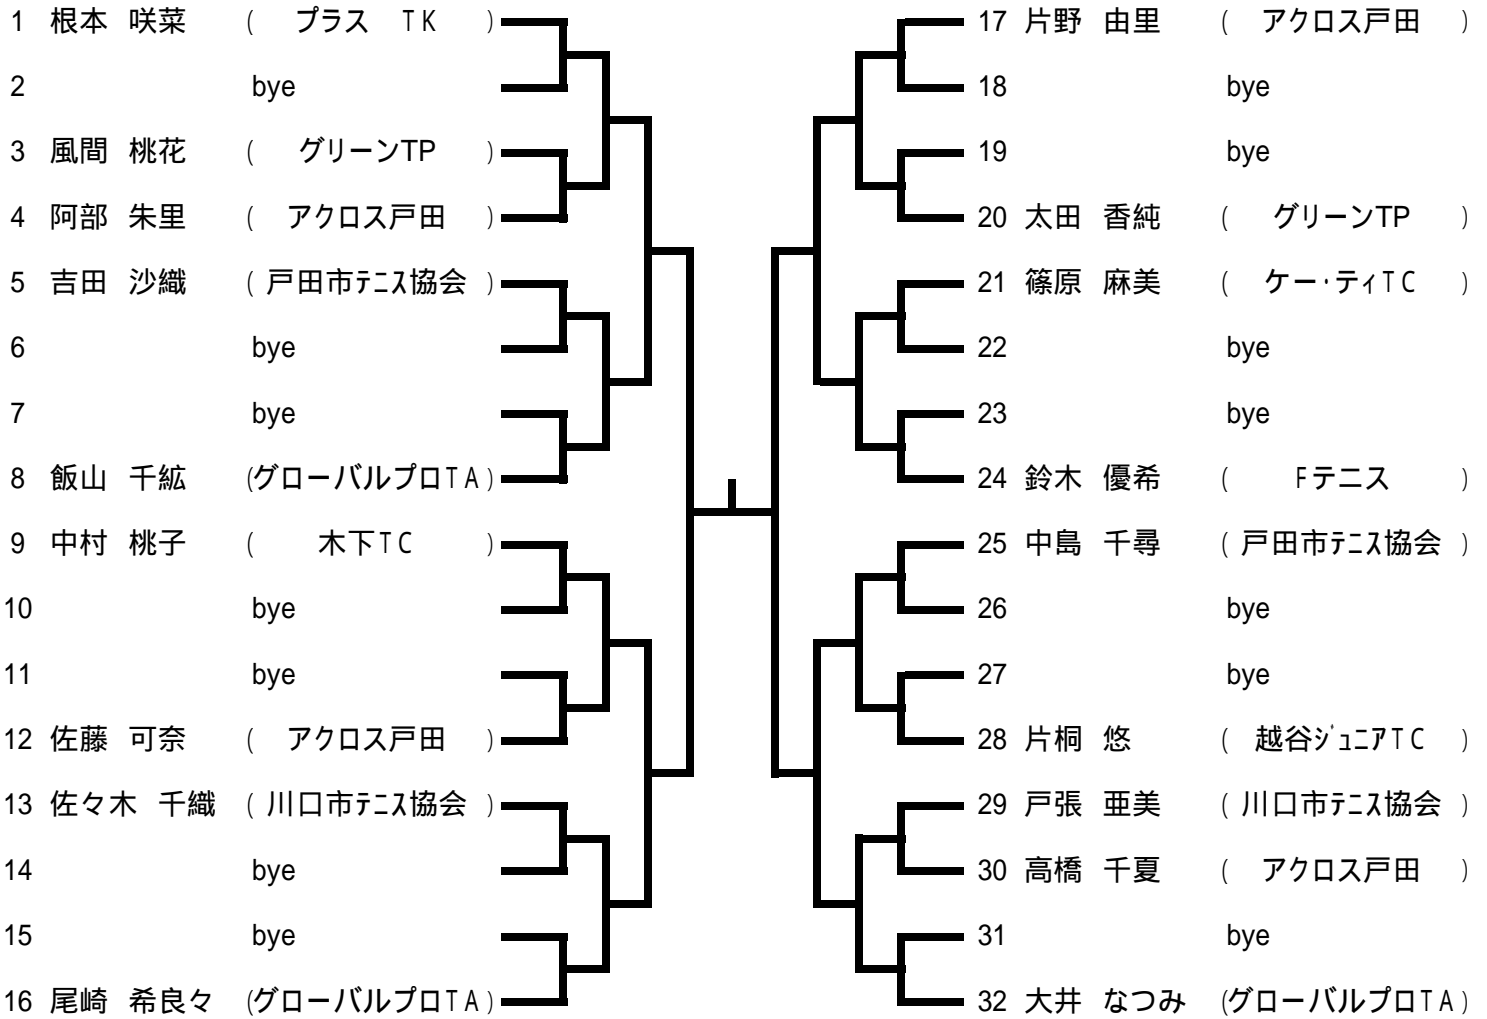 1 根本 咲菜 ( プラス TK )
2 bye
3 風間 桃花 ( グリーンTP )
4 阿部 朱里 ( アクロス戸田 )
5 吉田 沙織 ( 戸田市ﾃﾆｽ協会 )
6 bye
7 bye
8 飯山 千紘 (グローバルプロTA)
9 中村 桃子 ( 木下TC )
10 bye
11 bye
12 佐藤 可奈 ( アクロス戸田 )
13 佐々木 千織 ( 川口市ﾃﾆｽ協会 )
14 bye
15 bye
16 尾崎 希良々 (グローバルプロTA)
17 片野 由里 ( アクロス戸田 )
18 bye
19 bye
20 太田 香純 ( グリーンTP )
21 篠原 麻美 ( ケー・ティTC )
22 bye
23 bye
24 鈴木 優希 ( Fテニス )
25 中島 千尋 ( 戸田市ﾃﾆｽ協会 )
26 bye
27 bye
28 片桐 悠 ( 越谷ｼﾞｭﾆｱTC )
29 戸張 亜美 ( 川口市ﾃﾆｽ協会 )
30 高橋 千夏 ( アクロス戸田 )
31 bye
32 大井 なつみ (グローバルプロTA)